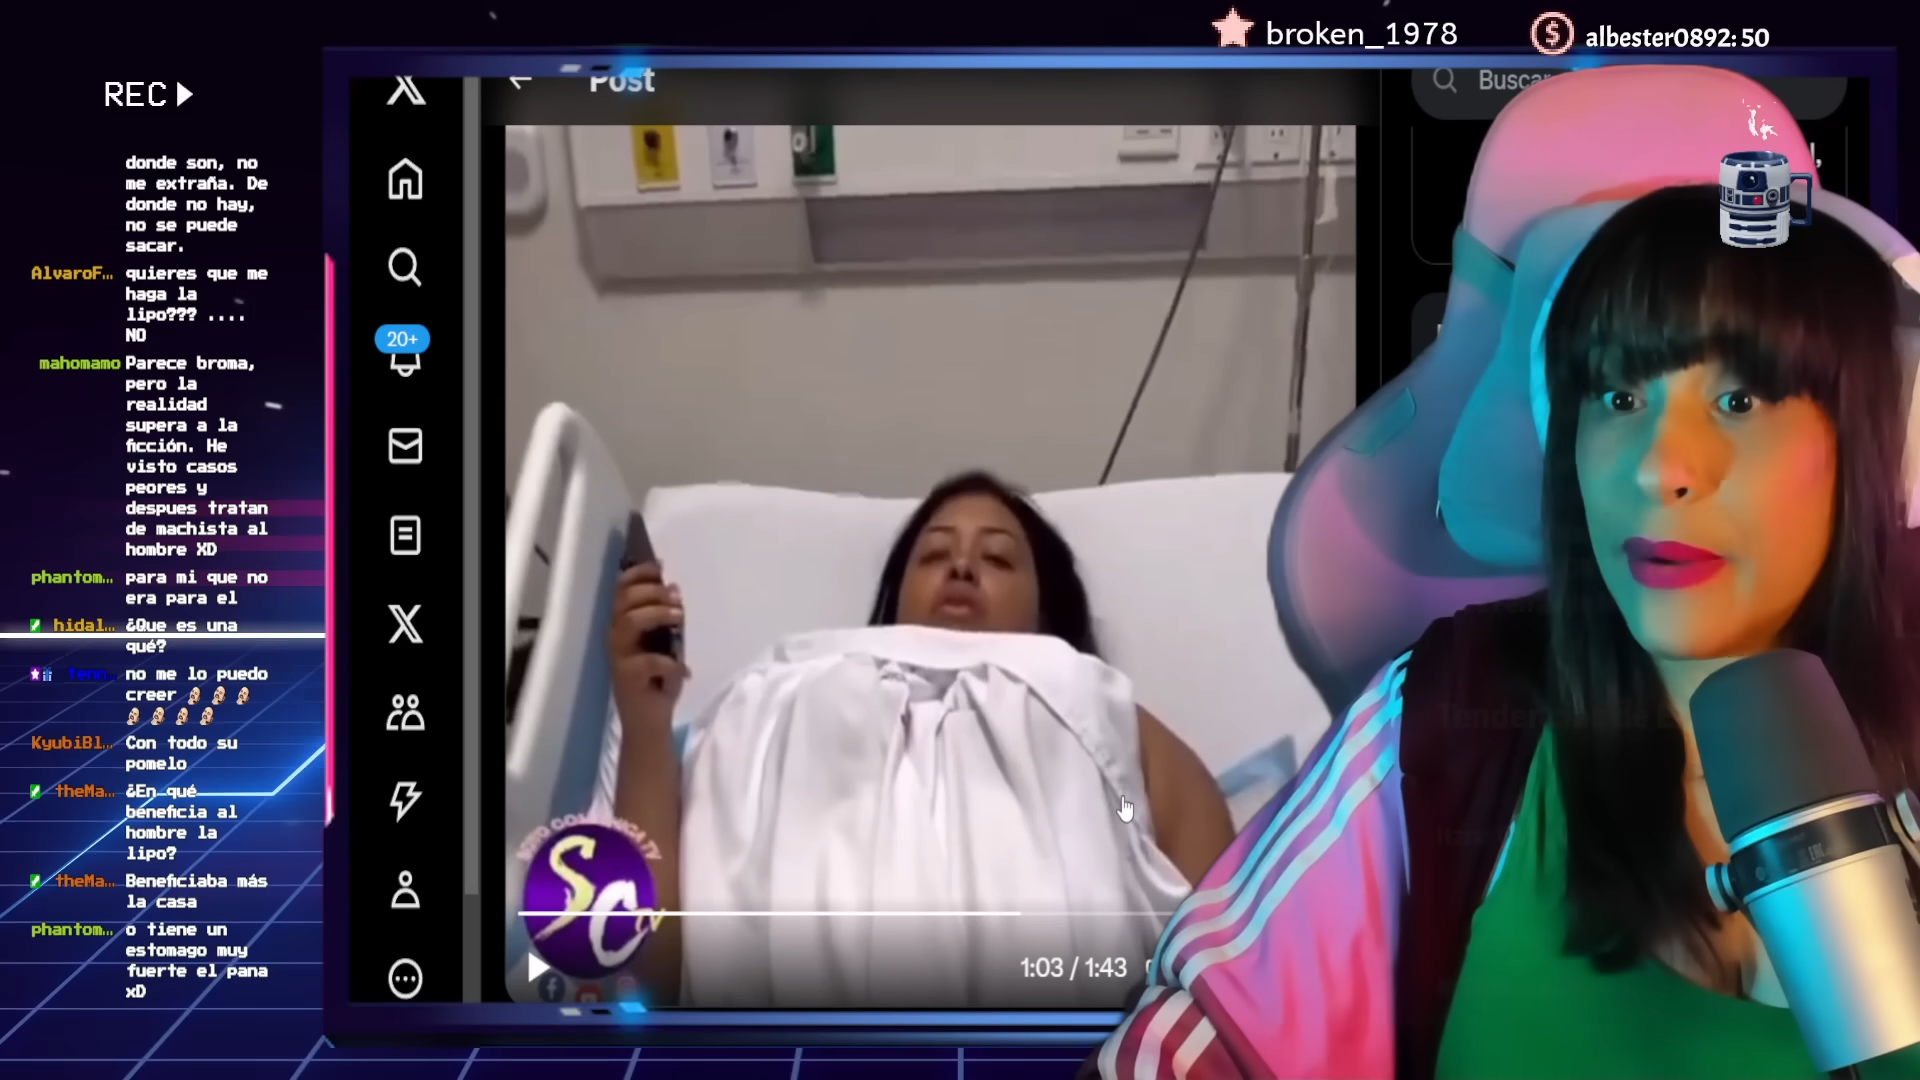 broken_1978
albester0892: 50
REC
donde son, no
me extraña. De
donde no hay,
no se puede
sacar.
AlvaroF... quieres que me
haga la
lipo??? ....
NO
mahomamo Parece broma,
pero la
realidad
supera a la
ficción. He
visto casos
peores y
despues tratan
de machista al
hombre XD
phantom... para mi que no
era para el
hidal... ¿Que es una
qué?
no me lo puedo
creer
KyubiBl... Con todo su
pomelo
theMa... ¿En qué
beneficia al
hombre la
lipo?
theMa... Beneficiaba más
la casa
phantom... o tiene un
estomago muy
fuerte el pana
xD
Post
Buscar
20+
SC
TV
1:03 / 1:43